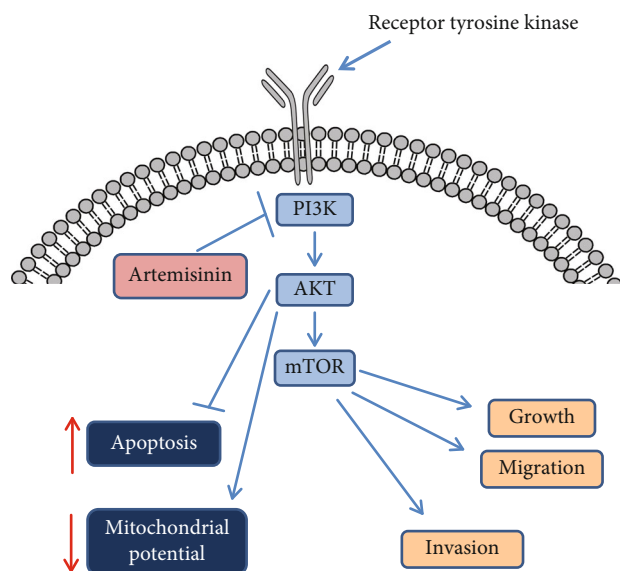 Receptor tyrosine kinase
PI3K
Artemisinin
AKT
mTOR
Apoptosis
Growth
Migration
Mitochondrial
potential
Invasion